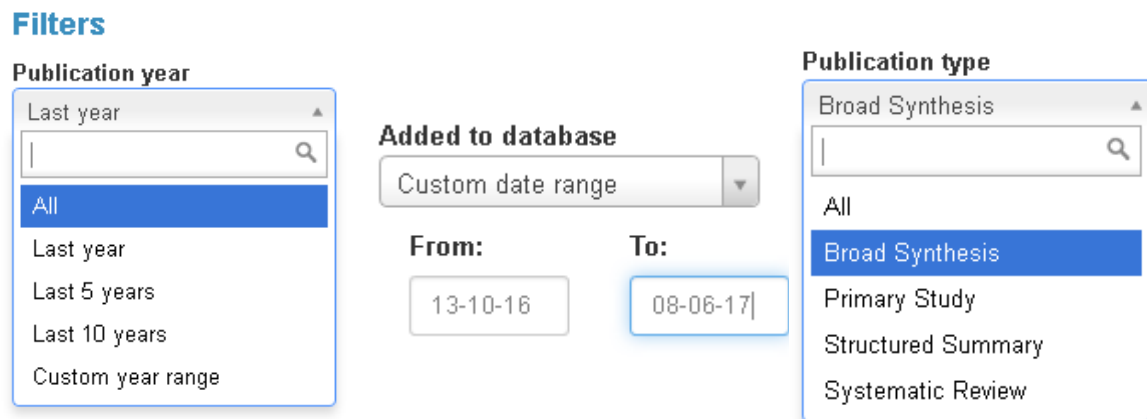 Filters
Publication year
Last year
All
Last year
Last 5 years
Last 10 years
Custom year range
Added to database
Custom date range
From: To:
13-10-16 08-06-17
Publication type
Broad Synthesis
All
Broad Synthesis
Primary Study
Structured Summary
Systematic Review